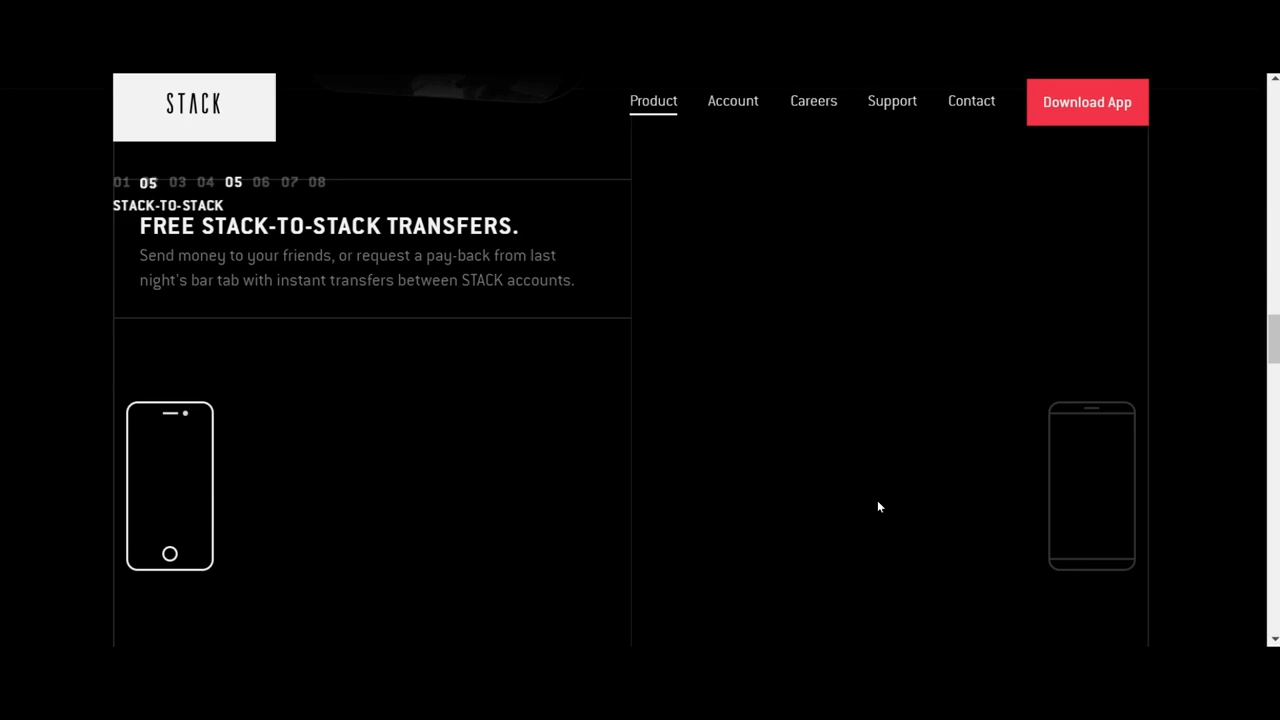 STACK
Product Account Careers Support Contact Download App
01 05 03 04 05 06 07 08
STACK-TO-STACK
FREE STACK-TO-STACK TRANSFERS.
Send money to your friends, or request a pay-back from last
night's bar tab with instant transfers between STACK accounts.